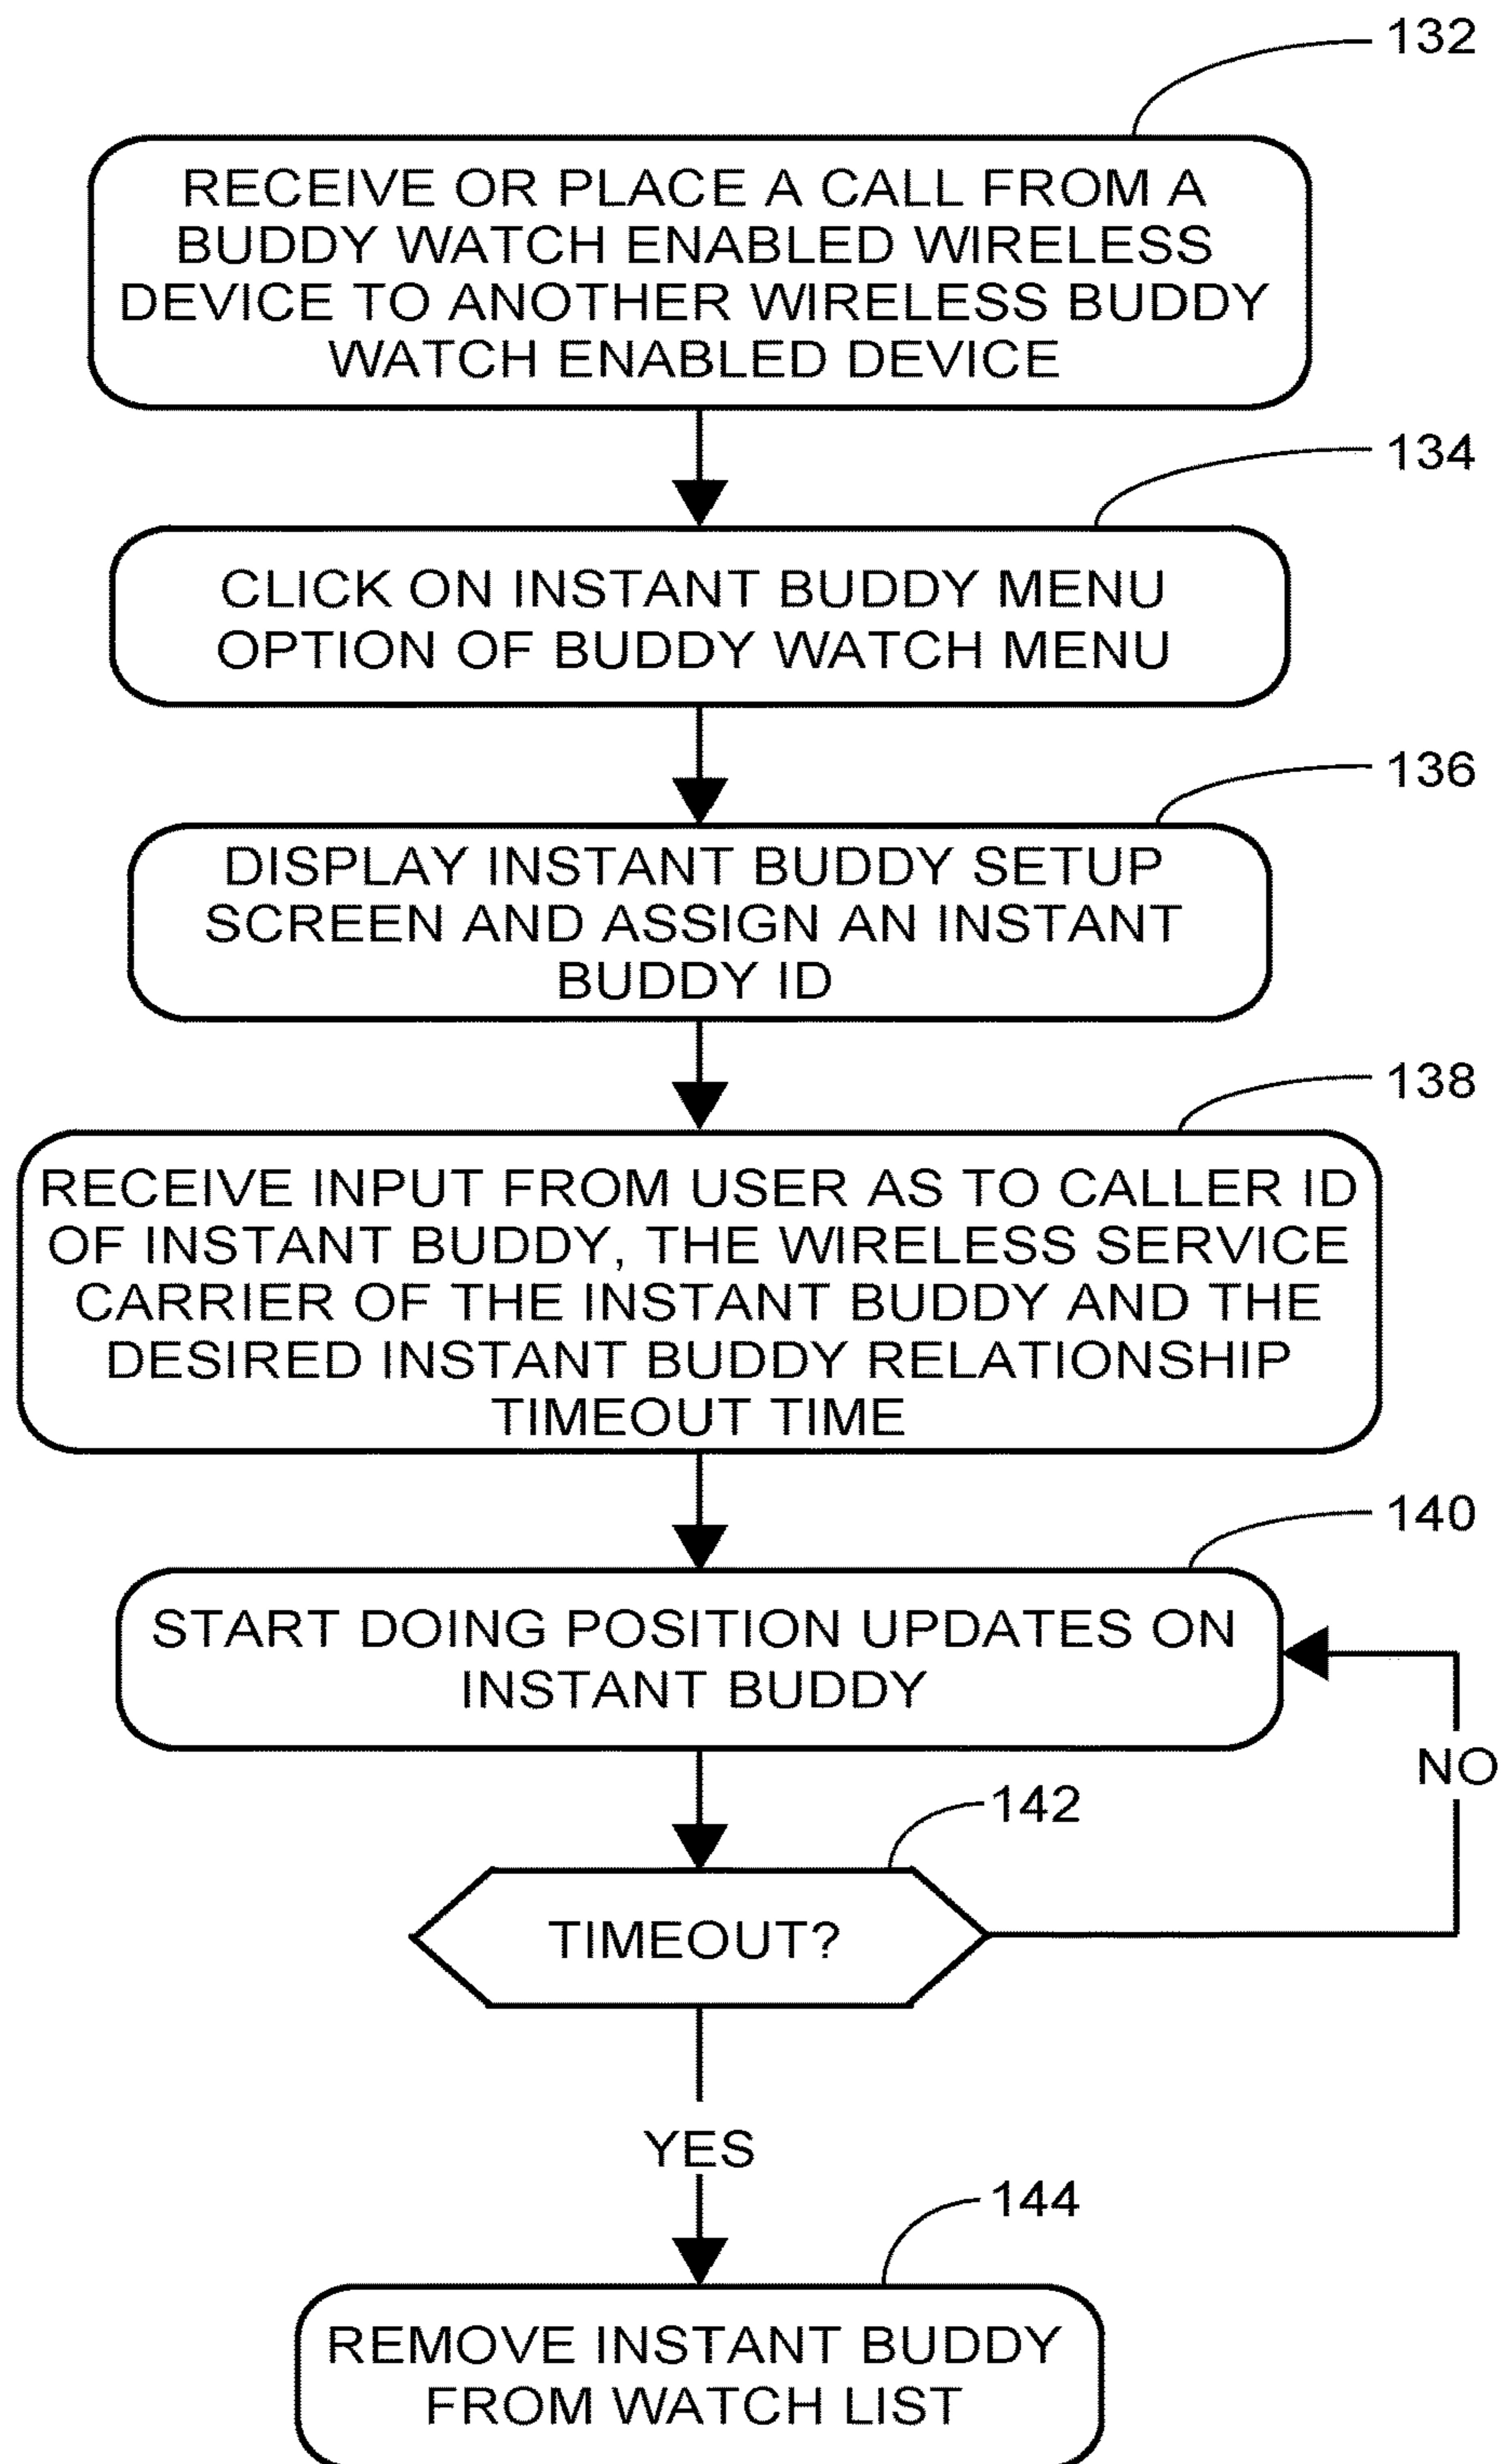 132
RECEIVE OR PLACE A CALL FROM A
BUDDY WATCH ENABLED WIRELESS
DEVICE TO ANOTHER WIRELESS BUDDY
WATCH ENABLED DEVICE
134
CLICK ON INSTANT BUDDY MENU
OPTION OF BUDDY WATCH MENU
136
DISPLAY INSTANT BUDDY SETUP
SCREEN AND ASSIGN AN INSTANT
BUDDY ID
138
RECEIVE INPUT FROM USER AS TO CALLER ID
OF INSTANT BUDDY, THE WIRELESS SERVICE
CARRIER OF THE INSTANT BUDDY AND THE
DESIRED INSTANT BUDDY RELATIONSHIP
TIMEOUT TIME
140
START DOING POSITION UPDATES ON
INSTANT BUDDY
NO
142
TIMEOUT?
YES
144
REMOVE INSTANT BUDDY
FROM WATCH LIST